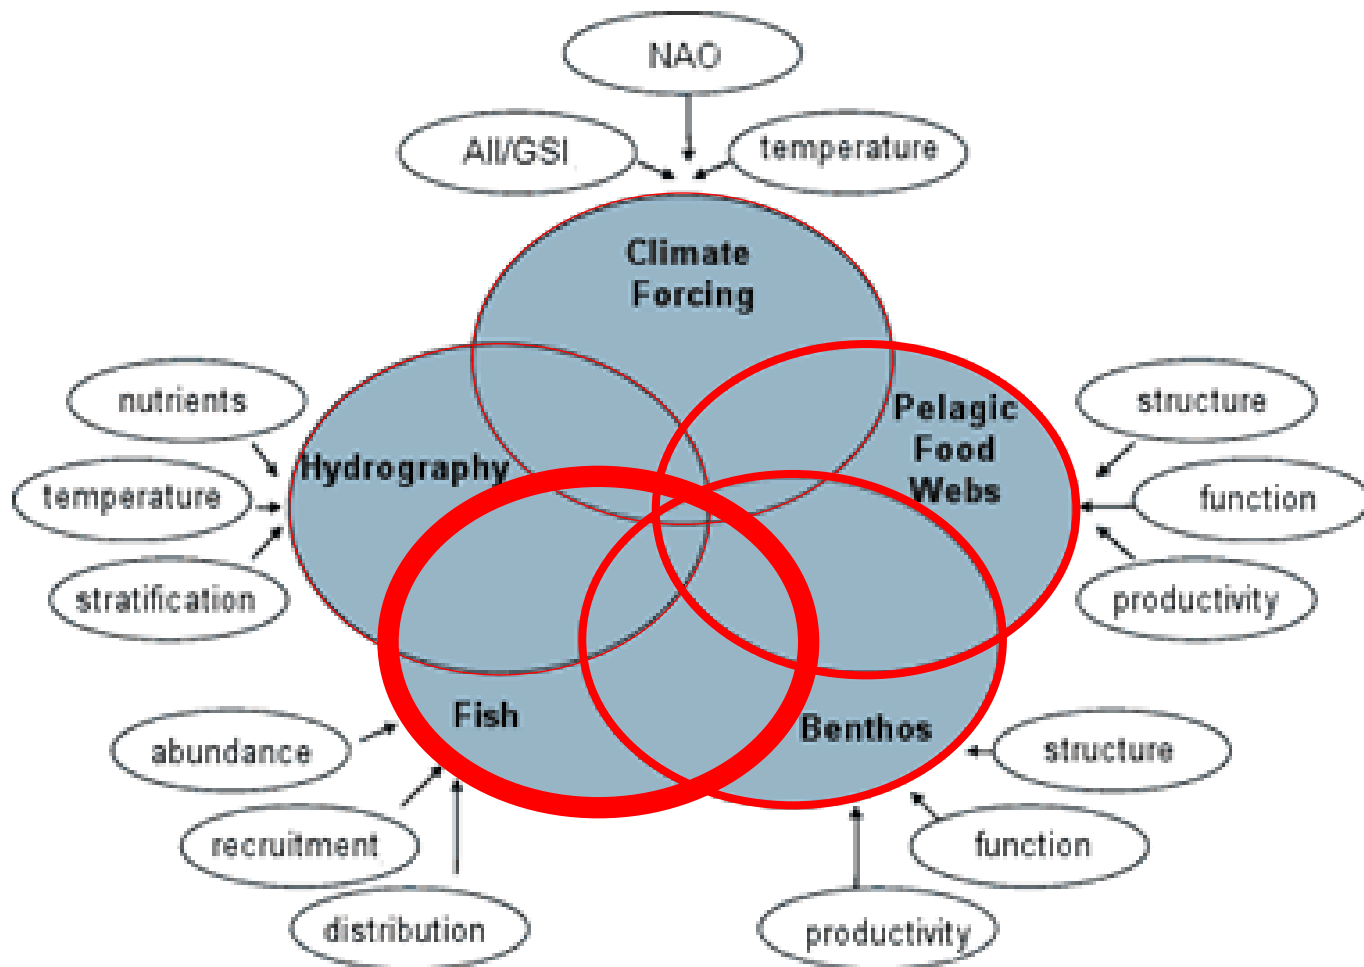 NAO
AII/GSI
temperature
Climate
Forcing
nutrients
structure
Pelagic
Food
Webs
Hydrography
temperature
function
stratification
productivity
Fish
Benthos
abundance
structure
recruitment
function
distribution
productivity